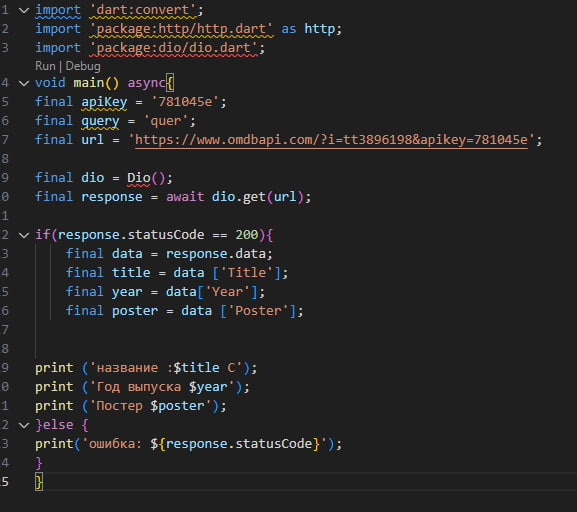 1 import 'dart:convert';
2 import 'package:http/http.dart' as http;
3 import 'package:dio/dio.dart';
Run | Debug
4 void main() async{
5 final apiKey = '781045e';
6 final query = 'quer';
7 final url = 'https://www.omdbapi.com/?i=tt3896198&apikey=781045e';
8
9 final dio = Dio();
0 final response = await dio.get(url);
1
2 if(response.statusCode == 200){
3 final data = response.data;
4 final title = data ['Title'];
5 final year = data['Year'];
6 final poster = data ['Poster'];
7
8
9 print ('название :$title C');
0 print ('Год выпуска $year');
1 print ('Постер $poster');
2 }else {
3 print('ошибка: ${response.statusCode}');
4 }
5 }